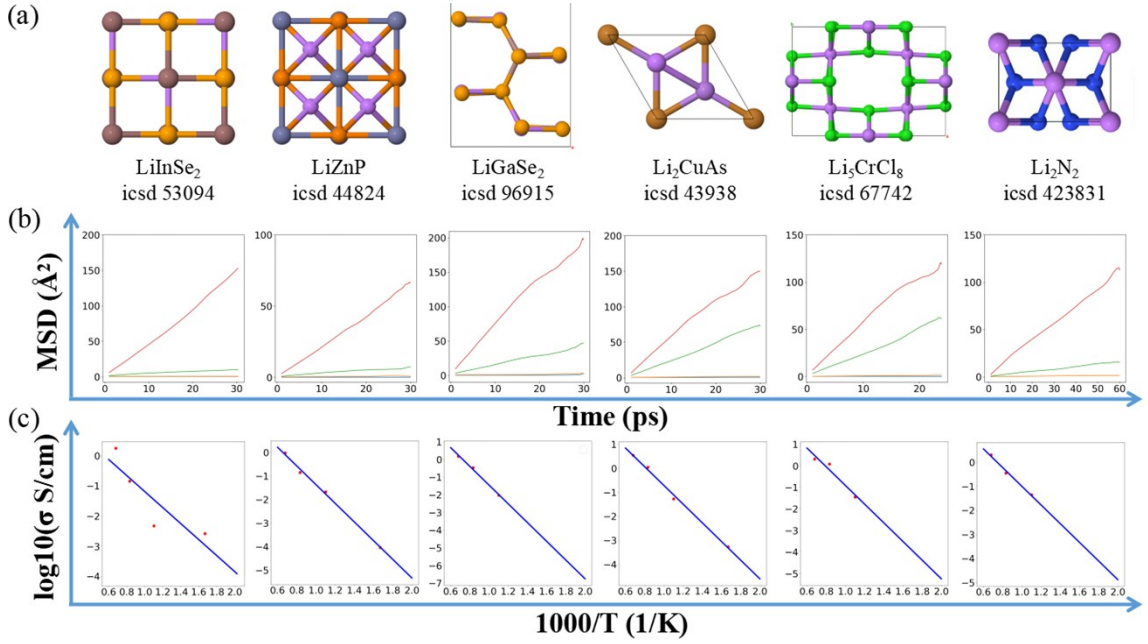 (a)
LiInSe₂ LiZnP LiGaSe₂ Li₂CuAs Li₅CrCl₈ Li₂N₂
icsd 53094 icsd 44824 icsd 96915 icsd 43938 icsd 67742 icsd 423831
(b)
MSD (Å²)
200 150 100 50 0
0 10 20 30
100 50 0
0 10 20 30
200 150 100 50 0
0 10 20 30
200 150 100 50 0
0 10 20 30
150 100 50 0
0 10 20
150 100 50 0
0 10 20 30 40 50 60
Time (ps)
(c)
log10(σ S/cm)
0 −1 −2 −3 −4
0.6 0.8 1.0 1.2 1.4 1.6 1.8 2.0
0 −1 −2 −3 −4 −5
0.6 0.8 1.0 1.2 1.4 1.6 1.8 2.0
1 0 −1 −2 −3 −4 −5 −6 −7
0.6 0.8 1.0 1.2 1.4 1.6 1.8 2.0
1 0 −1 −2 −3 −4
0.6 0.8 1.0 1.2 1.4 1.6 1.8 2.0
1 0 −1 −2 −3 −4 −5
0.6 0.8 1.0 1.2 1.4 1.6 1.8 2.0
1 0 −1 −2 −3 −4 −5
0.6 0.8 1.0 1.2 1.4 1.6 1.8 2.0
1000/T (1/K)